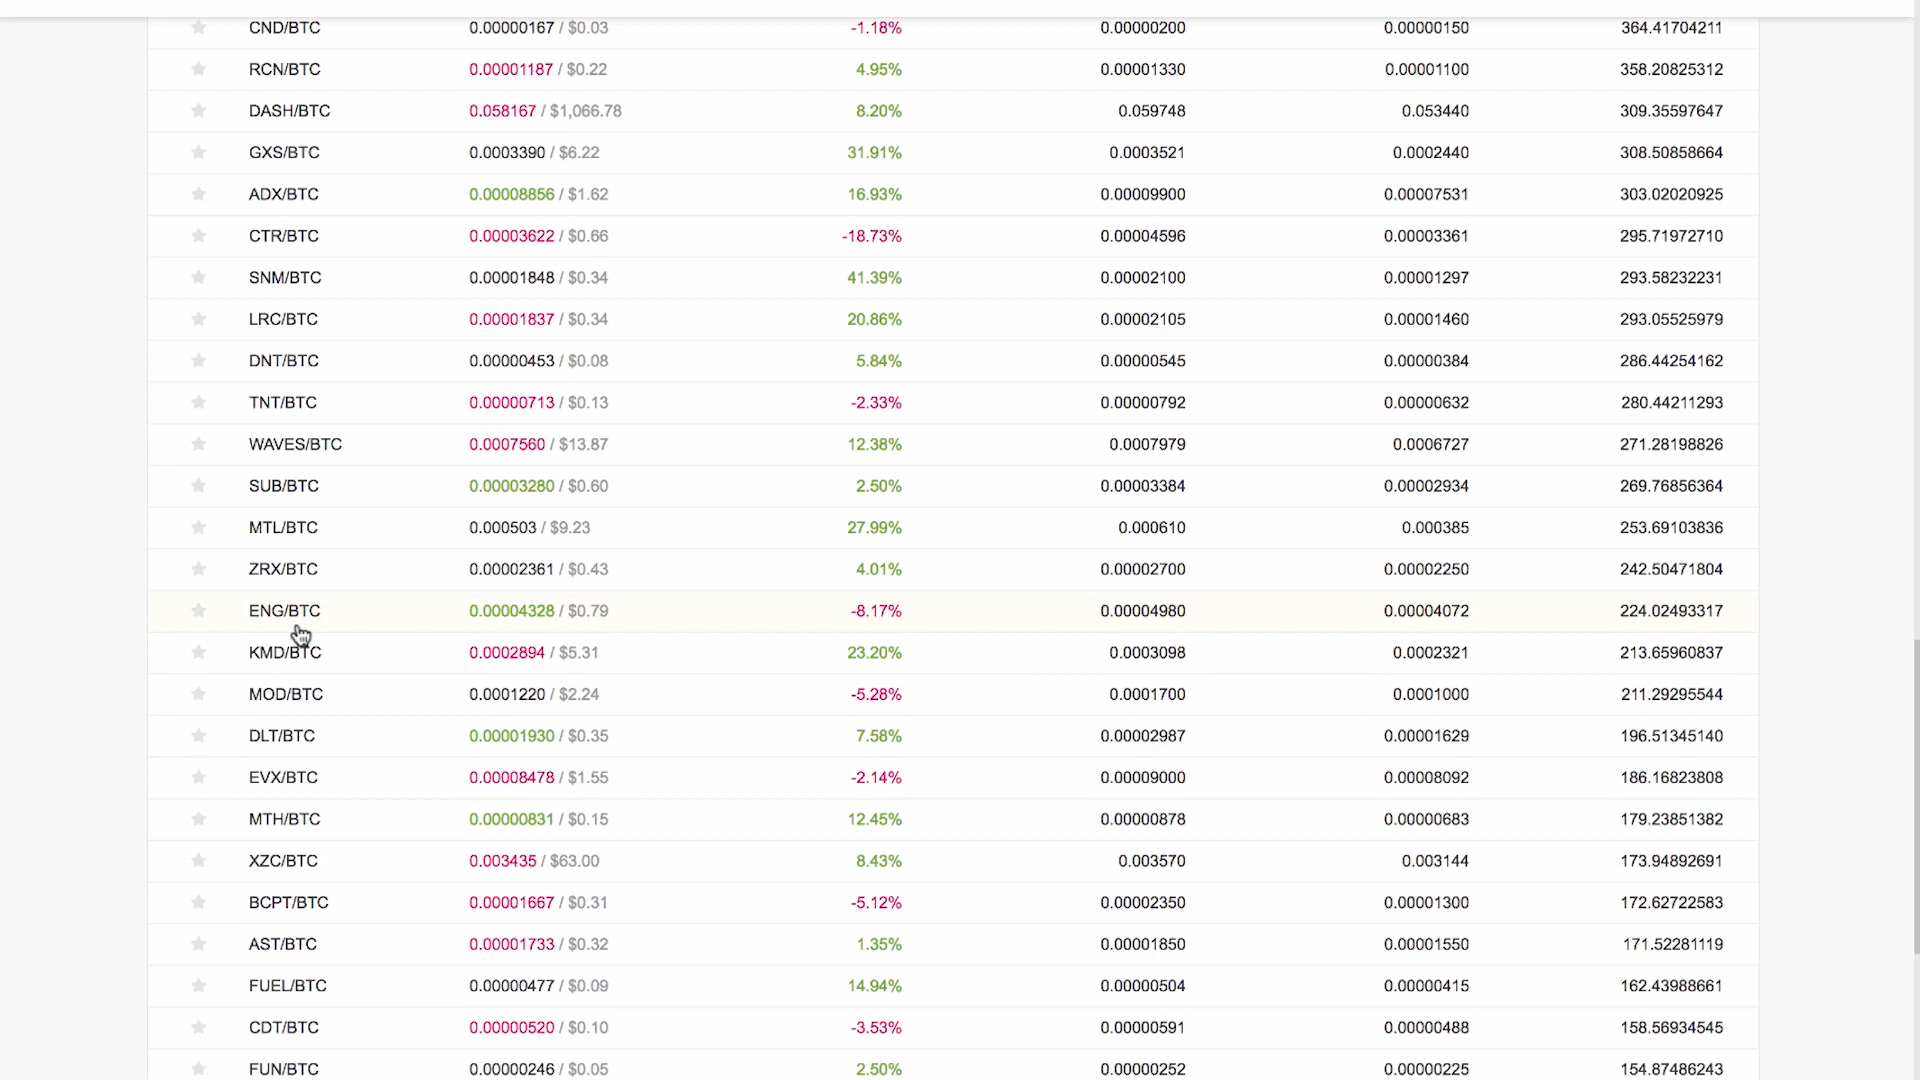 CND/BTC 0.00000167 / $0.03 -1.18% 0.00000200 0.00000150 364.41704211
RCN/BTC 0.00001187 / $0.22 4.95% 0.00001330 0.00001100 358.20825312
DASH/BTC 0.058167 / $1,066.78 8.20% 0.059748 0.053440 309.35597647
GXS/BTC 0.0003390 / $6.22 31.91% 0.0003521 0.0002440 308.50858664
ADX/BTC 0.00008856 / $1.62 16.93% 0.00009900 0.00007531 303.02020925
CTR/BTC 0.00003622 / $0.66 -18.73% 0.00004596 0.00003361 295.71972710
SNM/BTC 0.00001848 / $0.34 41.39% 0.00002100 0.00001297 293.58232231
LRC/BTC 0.00001837 / $0.34 20.86% 0.00002105 0.00001460 293.05525979
DNT/BTC 0.00000453 / $0.08 5.84% 0.00000545 0.00000384 286.44254162
TNT/BTC 0.00000713 / $0.13 -2.33% 0.00000792 0.00000632 280.44211293
WAVES/BTC 0.0007560 / $13.87 12.38% 0.0007979 0.0006727 271.28198826
SUB/BTC 0.00003280 / $0.60 2.50% 0.00003384 0.00002934 269.76856364
MTL/BTC 0.000503 / $9.23 27.99% 0.000610 0.000385 253.69103836
ZRX/BTC 0.00002361 / $0.43 4.01% 0.00002700 0.00002250 242.50471804
ENG/BTC 0.00004328 / $0.79 -8.17% 0.00004980 0.00004072 224.02493317
KMD/BTC 0.0002894 / $5.31 23.20% 0.0003098 0.0002321 213.65960837
MOD/BTC 0.0001220 / $2.24 -5.28% 0.0001700 0.0001000 211.29295544
DLT/BTC 0.00001930 / $0.35 7.58% 0.00002987 0.00001629 196.51345140
EVX/BTC 0.00008478 / $1.55 -2.14% 0.00009000 0.00008092 186.16823808
MTH/BTC 0.00000831 / $0.15 12.45% 0.00000878 0.00000683 179.23851382
XZC/BTC 0.003435 / $63.00 8.43% 0.003570 0.003144 173.94892691
BCPT/BTC 0.00001667 / $0.31 -5.12% 0.00002350 0.00001300 172.62722583
AST/BTC 0.00001733 / $0.32 1.35% 0.00001850 0.00001550 171.52281119
FUEL/BTC 0.00000477 / $0.09 14.94% 0.00000504 0.00000415 162.43988661
CDT/BTC 0.00000520 / $0.10 -3.53% 0.00000591 0.00000488 158.56934545
FUN/BTC 0.00000246 / $0.05 2.50% 0.00000252 0.00000225 154.87486243